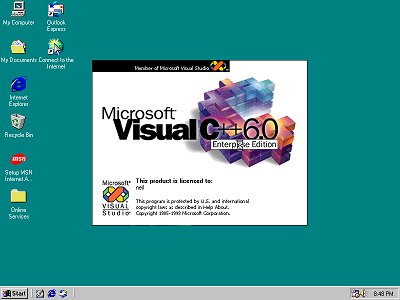 My Computer
Outlook
Express
My Documents
Connect to the
Internet
Internet
Explorer
Recycle Bin
Setup MSN
Internet A...
Online
Services
Member of Microsoft Visual Studio
Microsoft
Visual C++ 6.0
Enterprise Edition
Microsoft
VISUAL
Studio
This product is licenced to:
neil
This program is protected by U.S. and international
copyright laws as described in Help About.
Copyright 1985-1998 Microsoft Corporation.
Start
8:48 PM